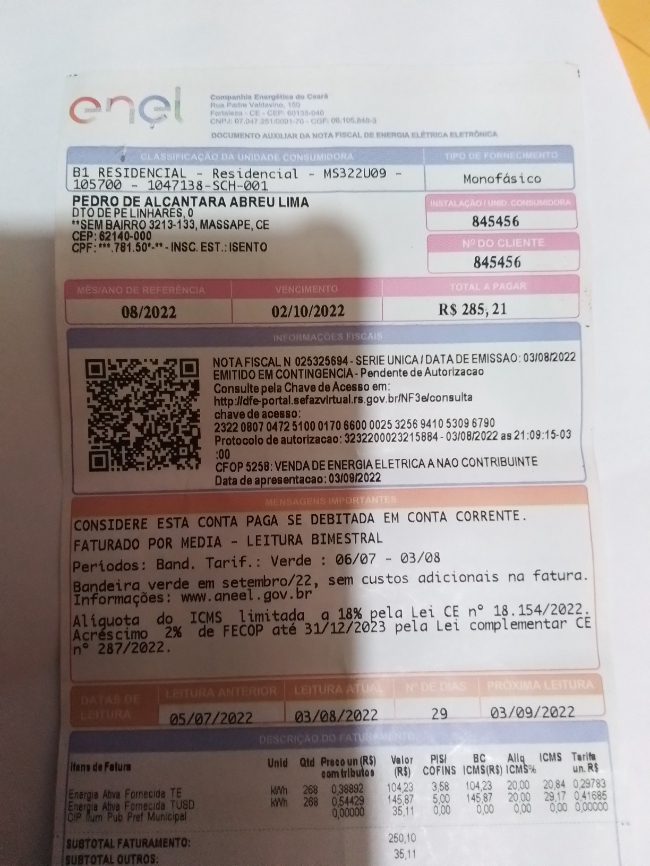 enel
Companhia Energética do Ceará
Rua Padre Valdevino, 150
Fortaleza - CE - CEP: 60135-040
CNPJ: 07.047.251/0001-70 - CGF: 06.105.848-3
DOCUMENTO AUXILIAR DA NOTA FISCAL DE ENERGIA ELÉTRICA ELETRÔNICA
CLASSIFICAÇÃO DA UNIDADE CONSUMIDORA TIPO DE FORNECIMENTO
B1 RESIDENCIAL - Residencial - MS322U09 -
105700 - 1047138-SCH-001
Monofásico
PEDRO DE ALCANTARA ABREU LIMA
DTO DE PE LINHARES, 0
**SEM BAIRRO 3213-133, MASSAPE, CE
CEP: 62140-000
CPF: ***.781.50*-** - INSC. EST.: ISENTO
INSTALAÇÃO / UNID. CONSUMIDORA
845456
Nº DO CLIENTE
845456
MÊS/ANO DE REFERÊNCIA VENCIMENTO TOTAL A PAGAR
08/2022 02/10/2022 R$ 285,21
INFORMAÇÕES FISCAIS
NOTA FISCAL N 025325694 - SERIE UNICA / DATA DE EMISSAO: 03/08/2022
EMITIDO EM CONTINGENCIA - Pendente de Autorizacao
Consulte pela Chave de Acesso em:
http://dfe-portal.sefazvirtual.rs.gov.br/NF3e/consulta
chave de acesso:
2322 0807 0472 5100 0170 6600 0025 3256 9410 5309 6790
Protocolo de autorizacao: 3232200023215884 - 03/08/2022 as 21:09:15-03
:00
CFOP 5258: VENDA DE ENERGIA ELETRICA A NAO CONTRIBUINTE
Data de apresentacao: 03/08/2022
MENSAGENS IMPORTANTES
CONSIDERE ESTA CONTA PAGA SE DEBITADA EM CONTA CORRENTE.
FATURADO POR MEDIA - LEITURA BIMESTRAL
Períodos: Band. Tarif.: Verde : 06/07 - 03/08
Bandeira verde em setembro/22, sem custos adicionais na fatura.
Informações: www.aneel.gov.br
Alíquota do ICMS limitada a 18% pela Lei CE n° 18.154/2022.
Acréscimo 2% de FECOP até 31/12/2023 pela Lei complementar CE
n° 287/2022.
DATAS DE LEITURA LEITURA ANTERIOR LEITURA ATUAL Nº DE DIAS PRÓXIMA LEITURA
05/07/2022 03/08/2022 29 03/09/2022
DESCRIÇÃO DO FATURAMENTO
Itens de Fatura Unid Qtd Preco un (R$) com tributos Valor (R$) PIS/ COFINS BC ICMS(R$) Aliq ICMS% ICMS Tarifa un. R$
Energia Ativa Fornecida TE kWh 268 0,38892 104,23 3,58 104,23 20,00 20,84 0,29783
Energia Ativa Fornecida TUSD kWh 268 0,54429 145,87 5,00 145,87 20,00 29,17 0,41685
CIP Ilum Pub Pref Municipal 0,00000 35,11 0,00 0,00 0,00 0,00 0,00000
SUBTOTAL FATURAMENTO: 250,10
SUBTOTAL OUTROS: 35,11